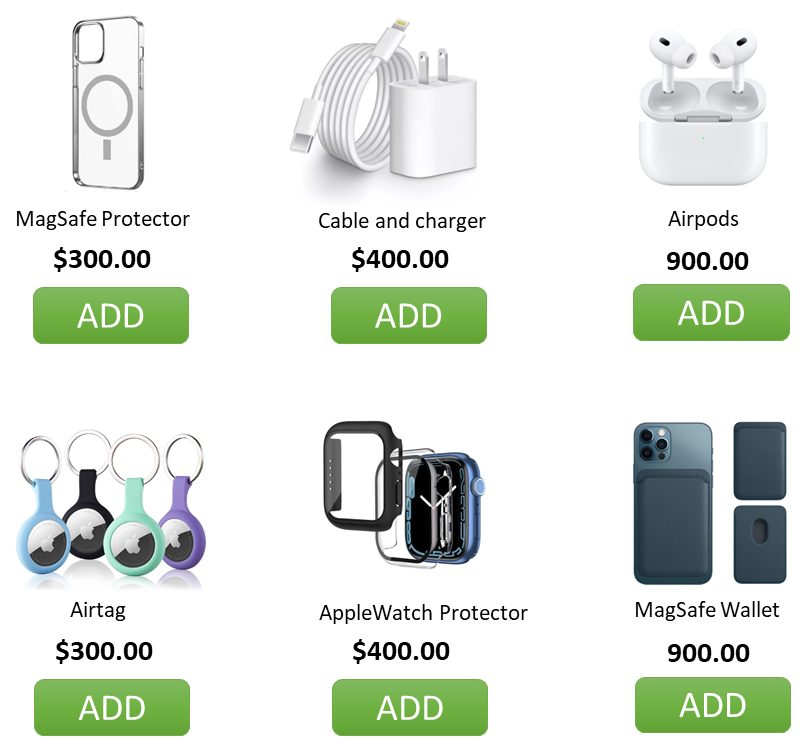 MagSafe Protector
$300.00
ADD
Cable and charger
$400.00
ADD
Airpods
900.00
ADD
Airtag
$300.00
ADD
AppleWatch Protector
$400.00
ADD
MagSafe Wallet
900.00
ADD